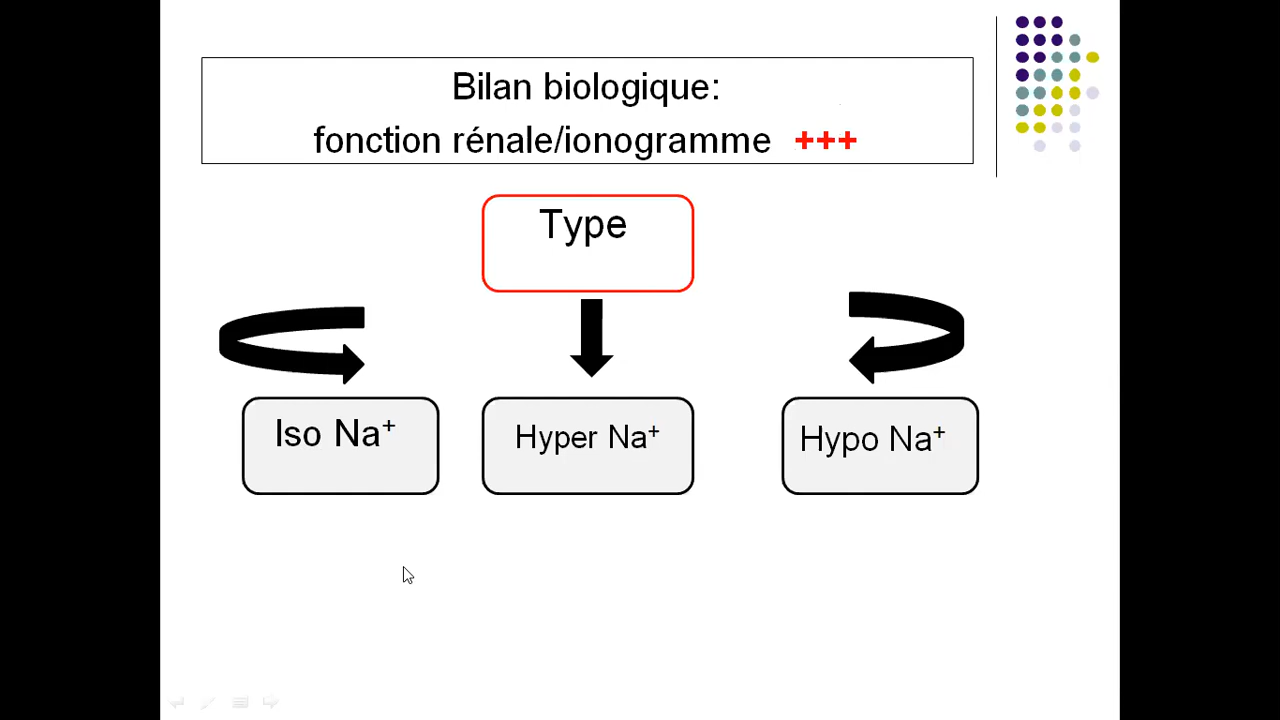 Bilan biologique:
fonction rénale/ionogramme +++
Type
Iso Na⁺
Hyper Na⁺
Hypo Na⁺